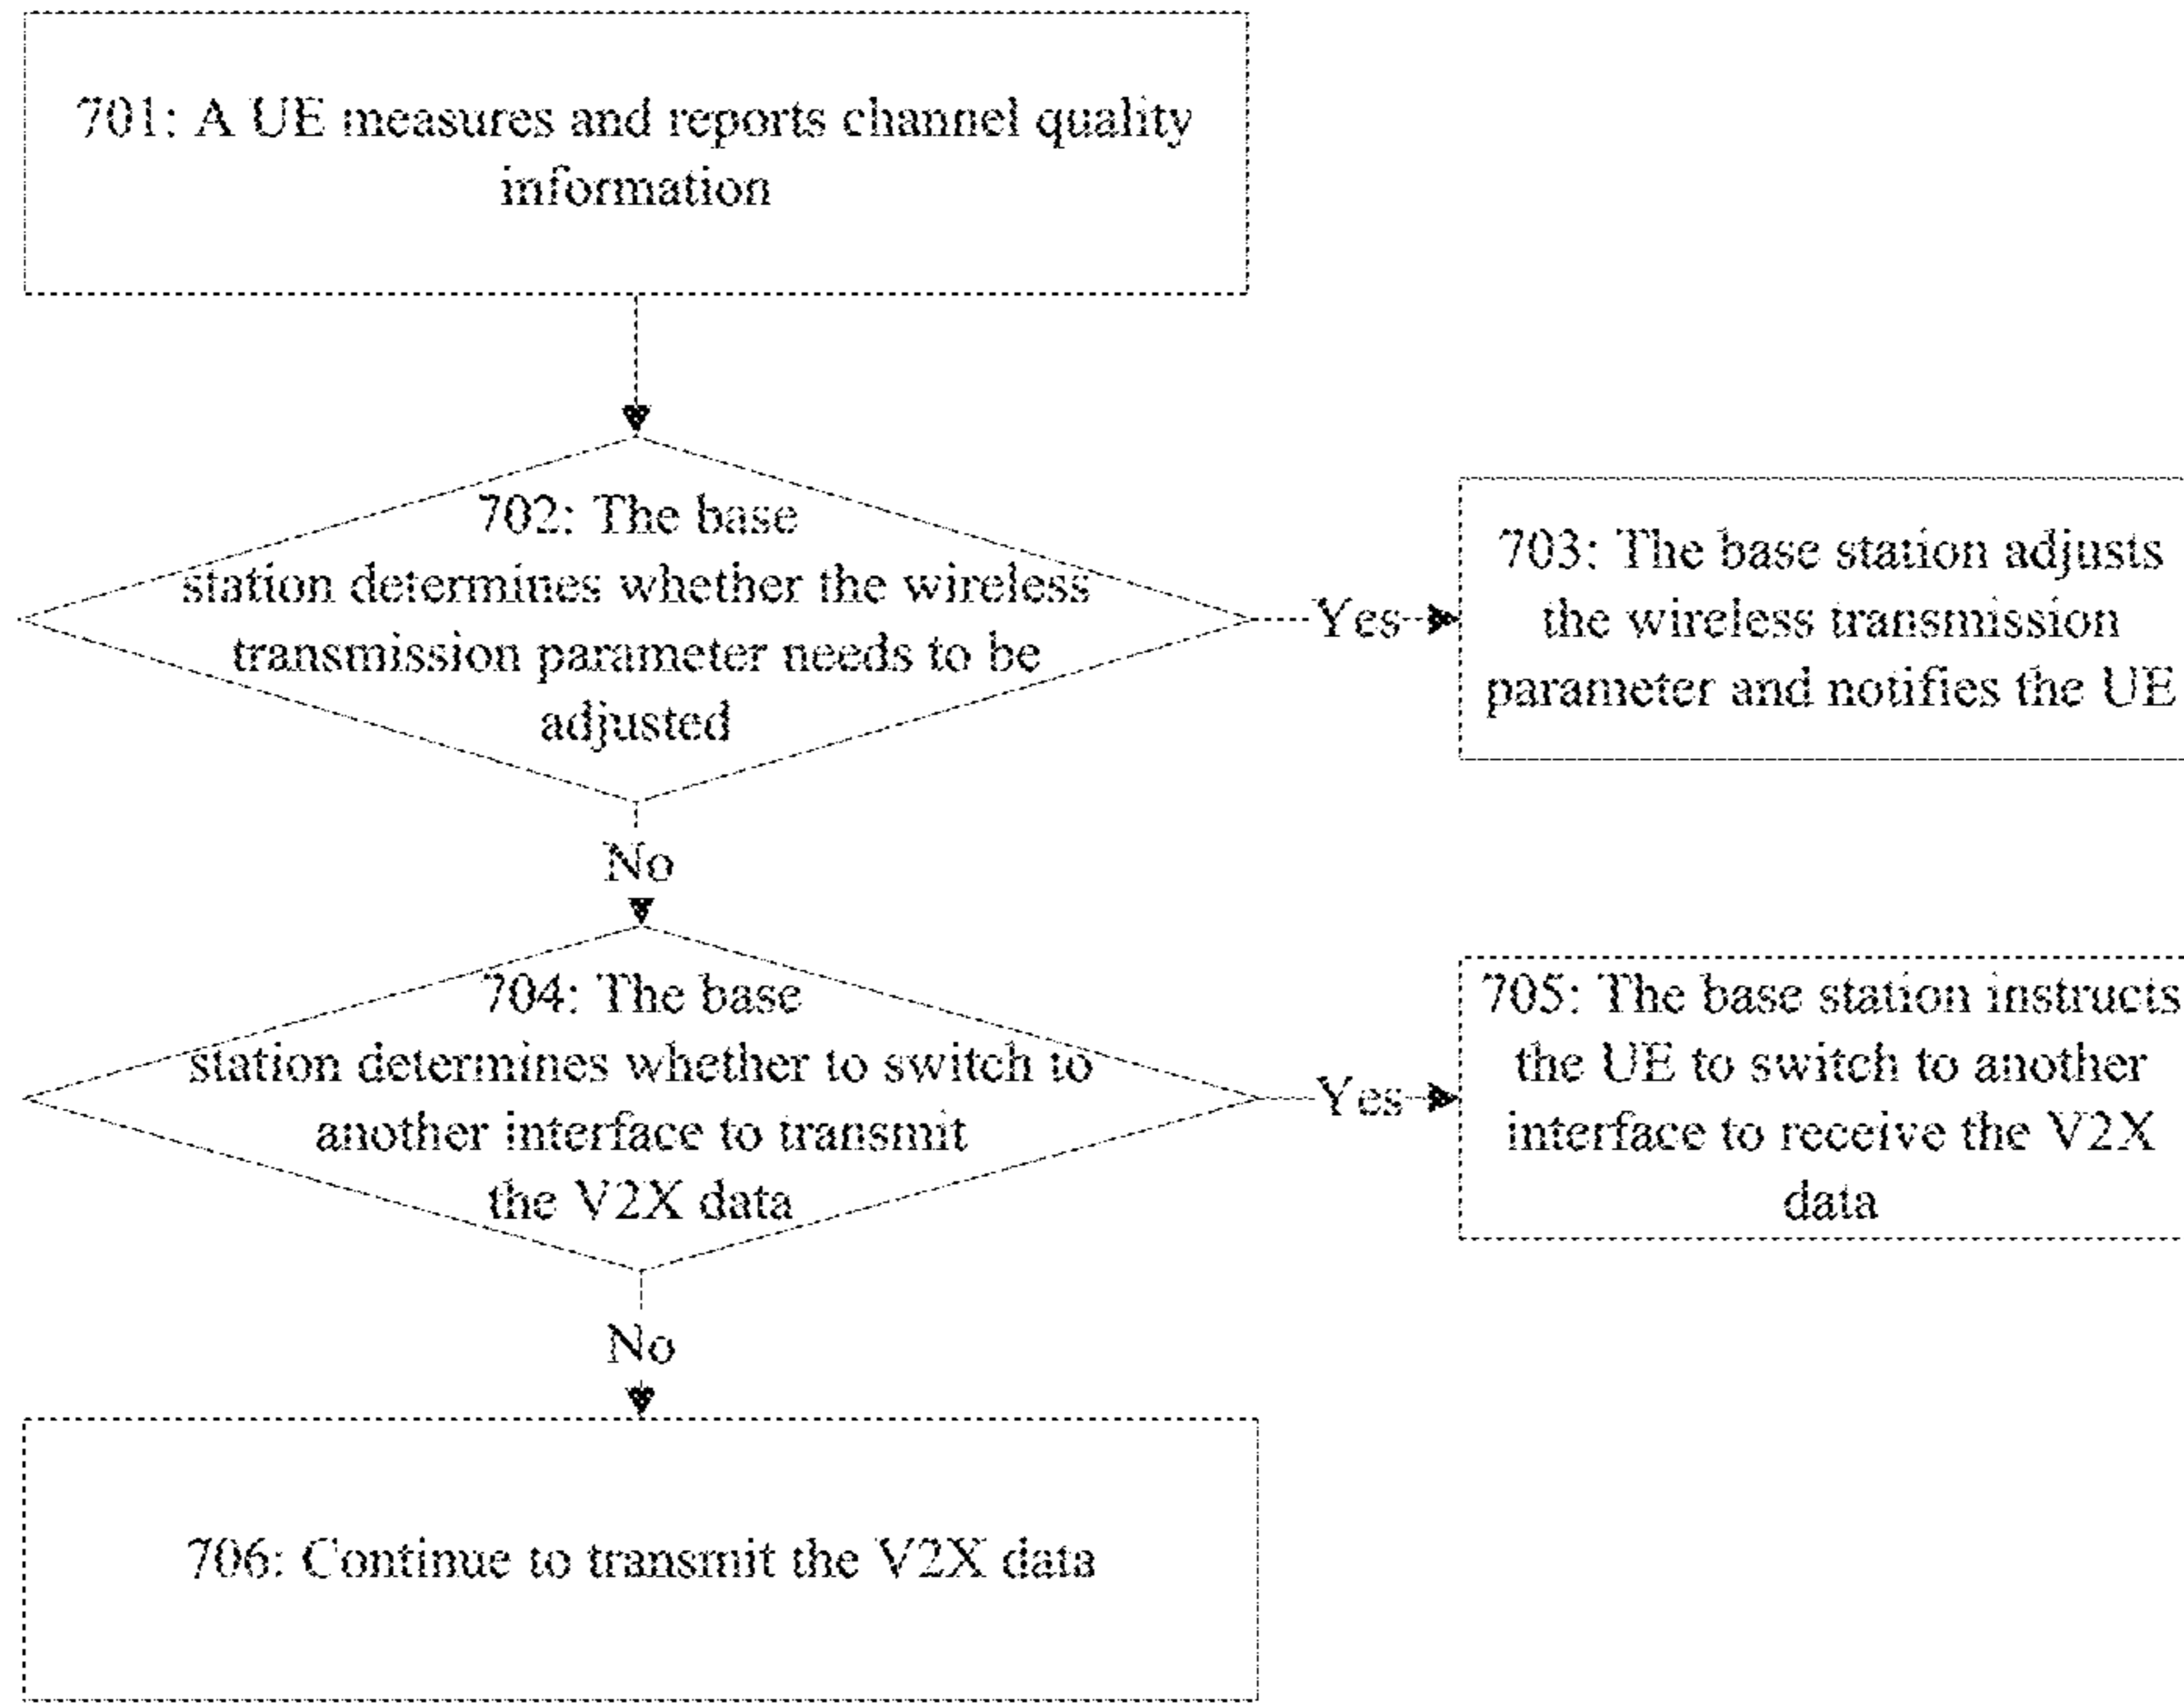 701: A UE measures and reports channel quality
information
702: The base
station determines whether the wireless
transmission parameter needs to be
adjusted
Yes
703: The base station adjusts
the wireless transmission
parameter and notifies the UE
No
704: The base
station determines whether to switch to
another interface to transmit
the V2X data
Yes
705: The base station instructs
the UE to switch to another
interface to receive the V2X
data
No
706: Continue to transmit the V2X data